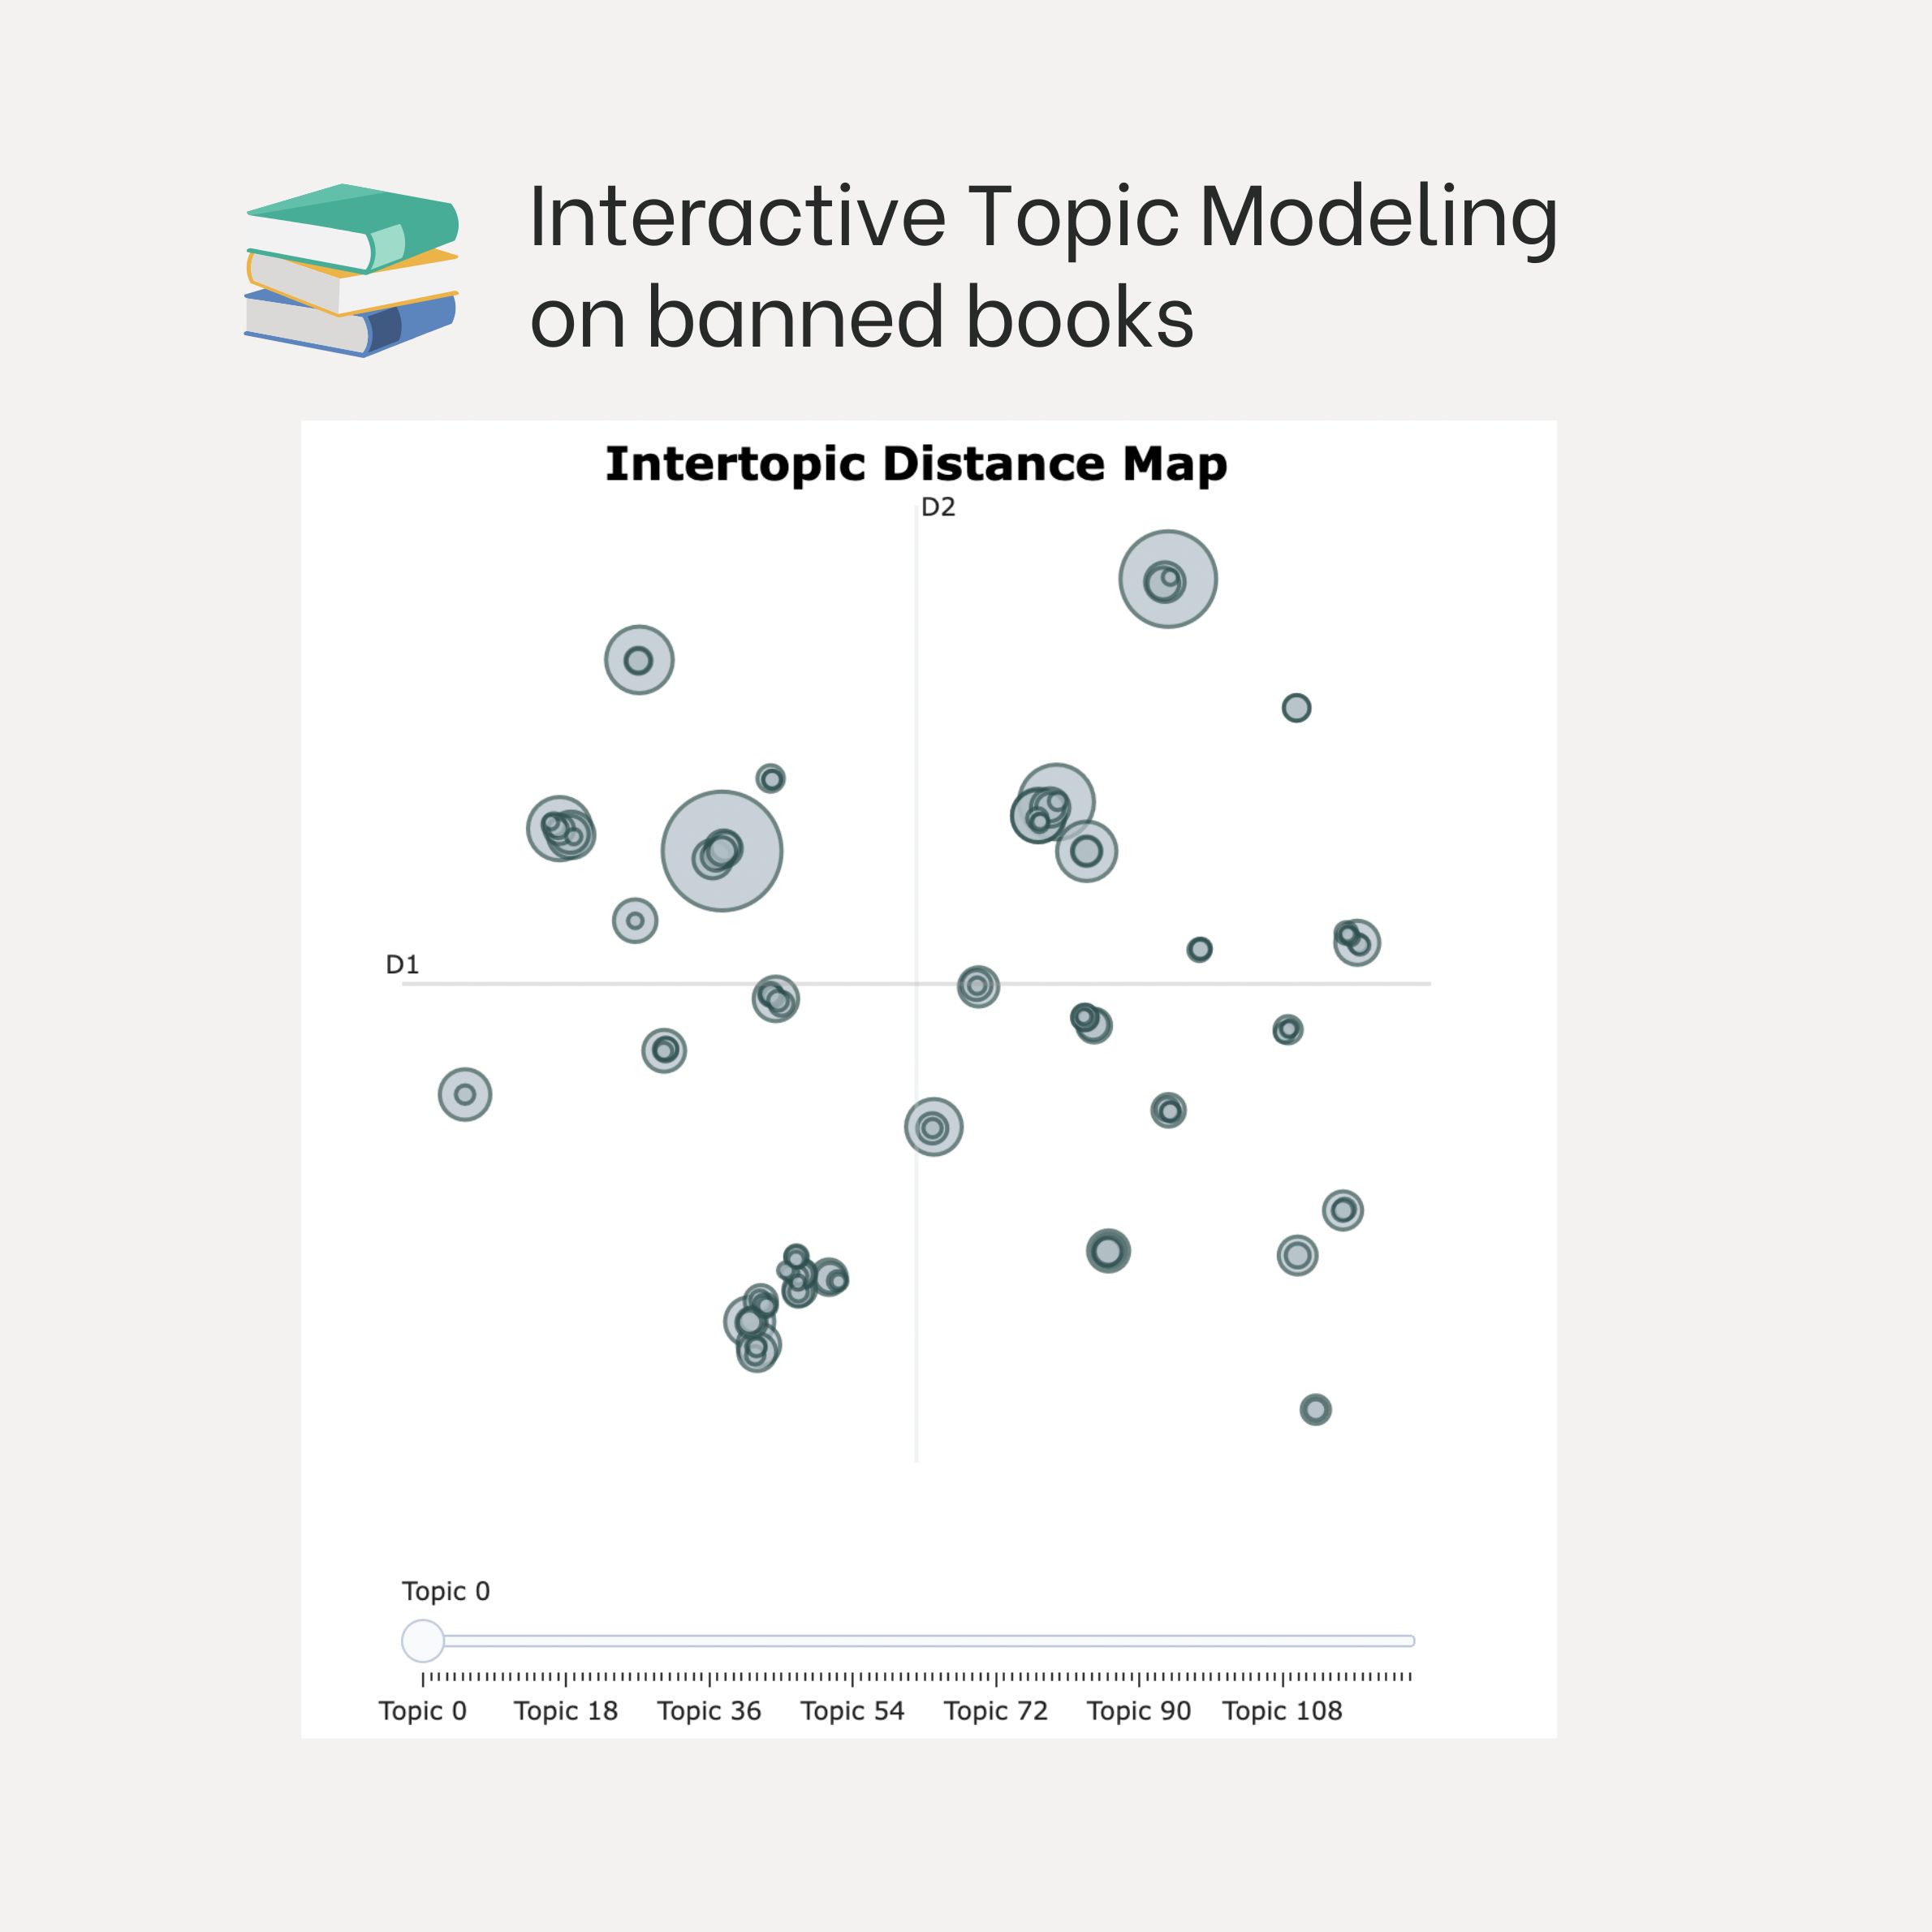 Interactive Topic Modeling
on banned books
Intertopic Distance Map
D2
D1
Topic 0
Topic 0 Topic 18 Topic 36 Topic 54 Topic 72 Topic 90 Topic 108